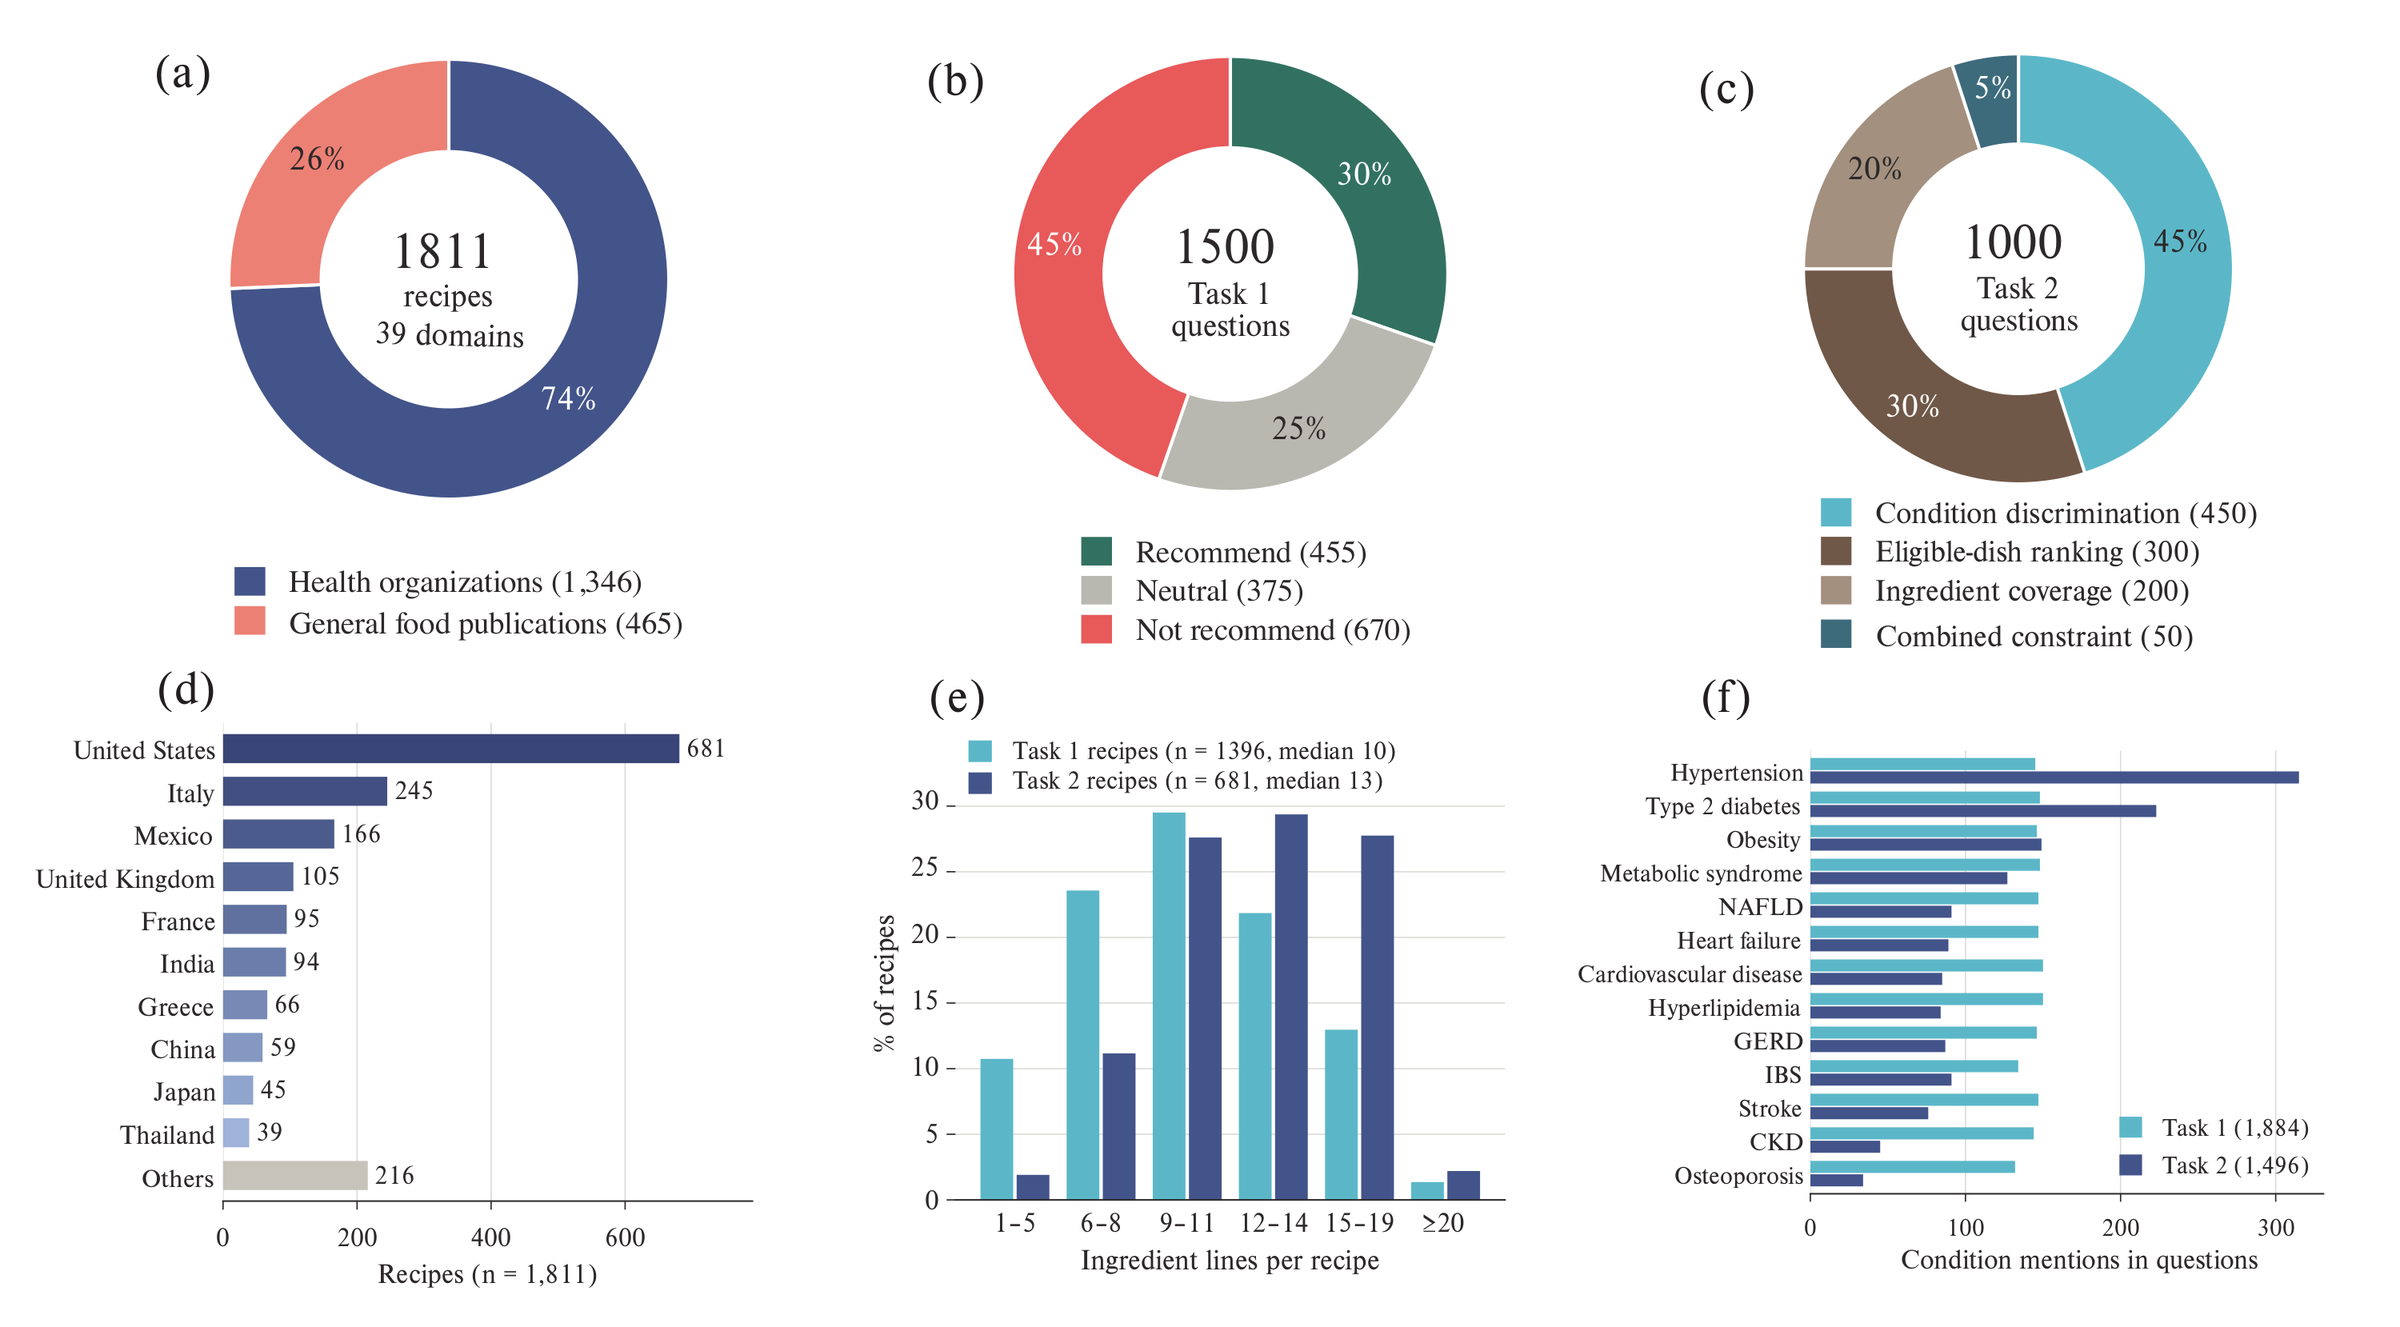 (a)
26%
1811
recipes
39 domains
74%
Health organizations (1,346)
General food publications (465)
(b)
30%
45%
1500
Task 1
questions
25%
Recommend (455)
Neutral (375)
Not recommend (670)
(c)
5%
20%
45%
1000
Task 2
questions
30%
Condition discrimination (450)
Eligible-dish ranking (300)
Ingredient coverage (200)
Combined constraint (50)
(d)
United States 681
Italy 245
Mexico 166
United Kingdom 105
France 95
India 94
Greece 66
China 59
Japan 45
Thailand 39
Others 216
0 200 400 600
Recipes (n = 1,811)
(e)
Task 1 recipes (n = 1396, median 10)
Task 2 recipes (n = 681, median 13)
30
25
20
15
10
5
0
% of recipes
1–5 6–8 9–11 12–14 15–19 ≥20
Ingredient lines per recipe
(f)
Hypertension
Type 2 diabetes
Obesity
Metabolic syndrome
NAFLD
Heart failure
Cardiovascular disease
Hyperlipidemia
GERD
IBS
Stroke
CKD
Osteoporosis
Task 1 (1,884)
Task 2 (1,496)
0 100 200 300
Condition mentions in questions